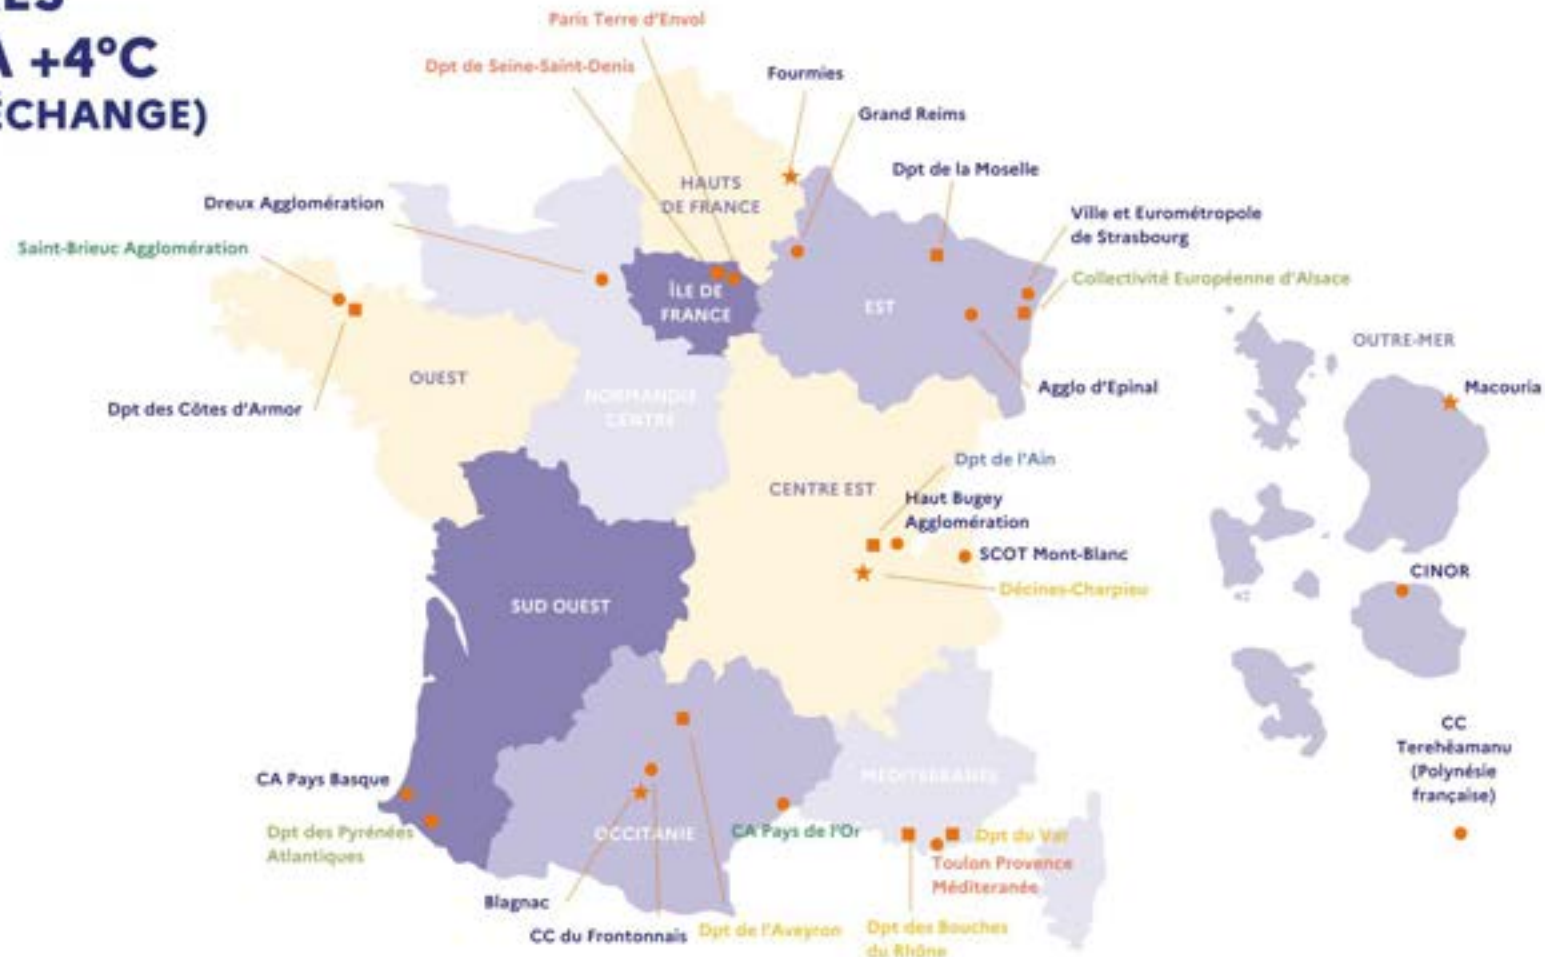 À +4°C
ÉCHANGE)
Paris Terre d'Envol
Dpt de Seine-Saint-Denis
Fourmies
Grand Reims
Dpt de la Moselle
HAUTS
DE FRANCE
Dreux Agglomération
Ville et Eurométropole
de Strasbourg
Saint-Brieuc Agglomération
Collectivité Européenne d'Alsace
ÎLE DE
FRANCE
EST
OUTRE-MER
OUEST
Agglo d'Epinal
Macouria
NORMANDIE
CENTRE
Dpt des Côtes d'Armor
Dpt de l'Ain
CENTRE EST
Haut Bugey
Agglomération
SCOT Mont-Blanc
CINOR
Décines-Charpieu
SUD OUEST
CC
Terehēamanu
(Polynésie
française)
CA Pays Basque
MÉDITERRANÉE
Dpt des Pyrénées
Atlantiques
OCCITANIE
CA Pays de l'Or
Dpt du Var
Toulon Provence
Méditeranée
Blagnac
CC du Frontonnais
Dpt de l'Aveyron
Dpt des Bouches
du Rhône